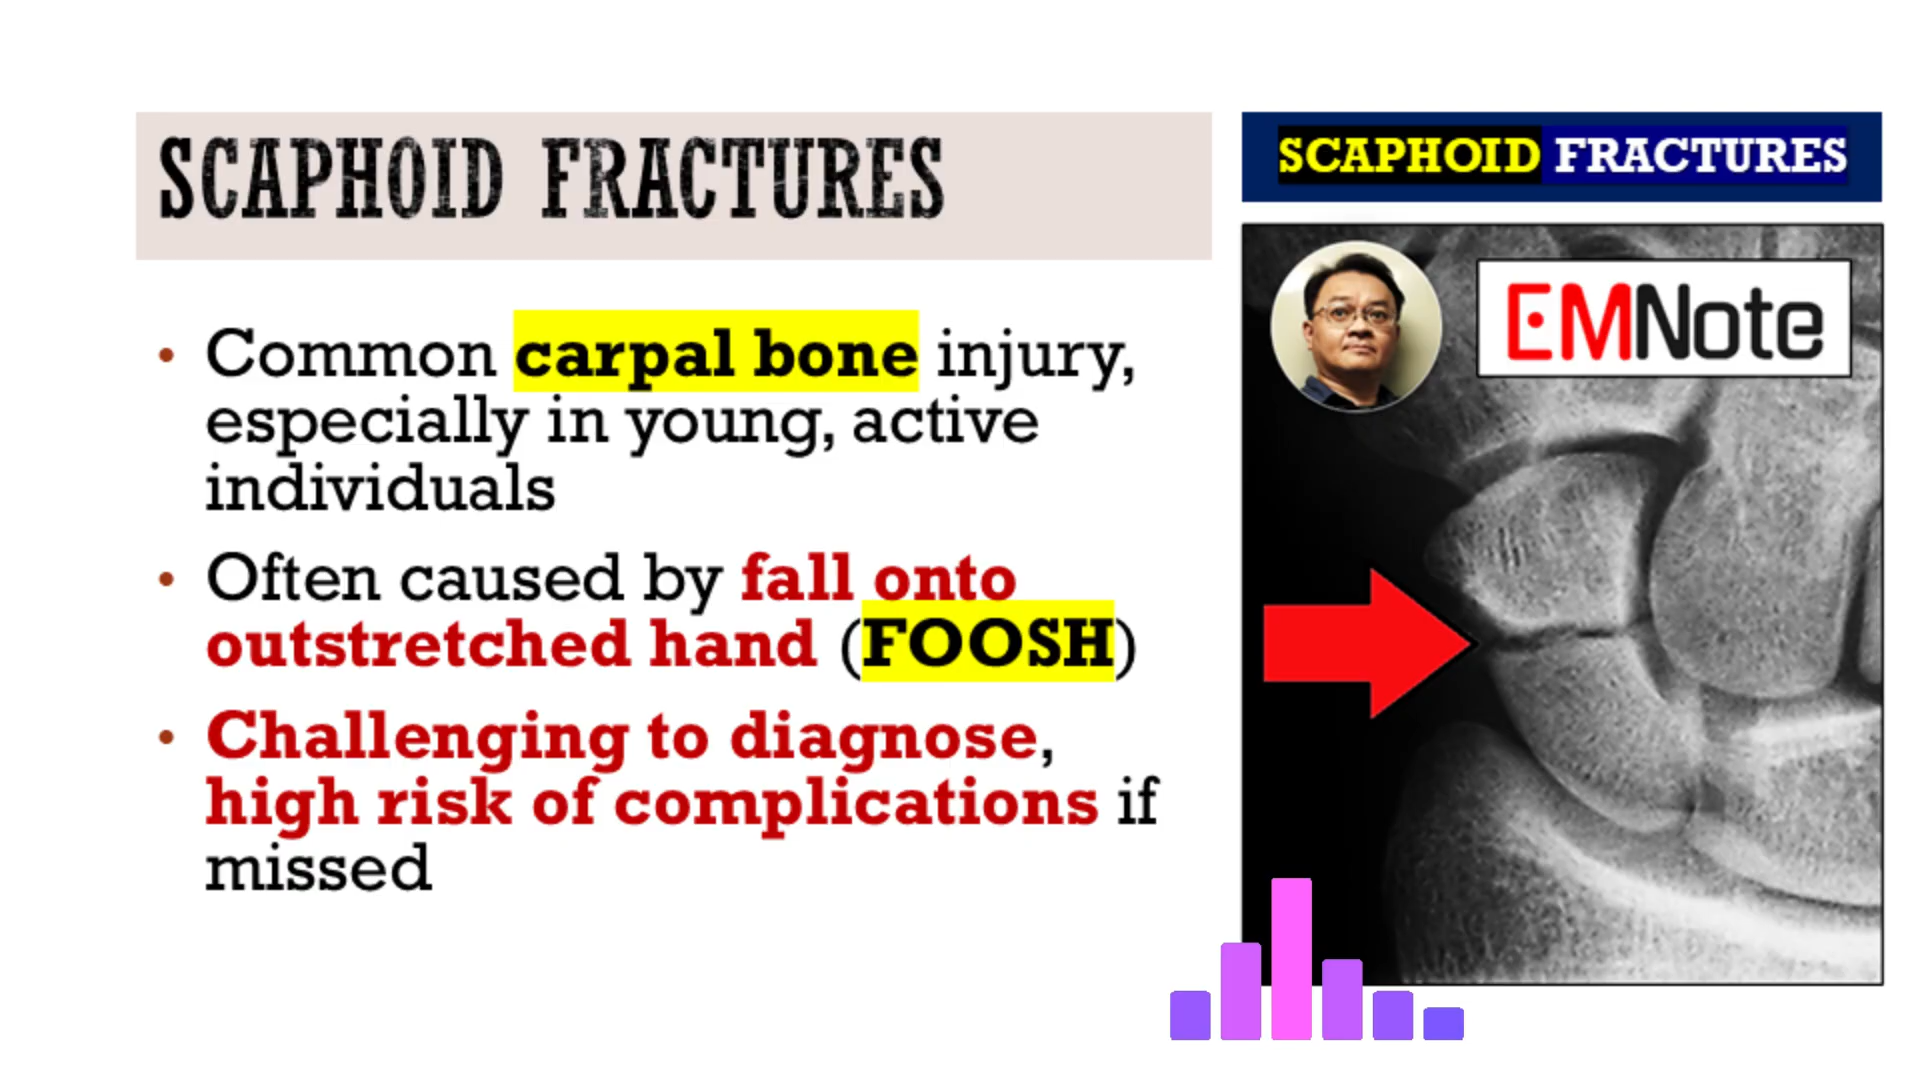 SCAPHOID FRACTURES
• Common carpal bone injury,
especially in young, active
individuals
• Often caused by fall onto
outstretched hand (FOOSH)
• Challenging to diagnose,
high risk of complications if
missed
SCAPHOID FRACTURES
EMNote